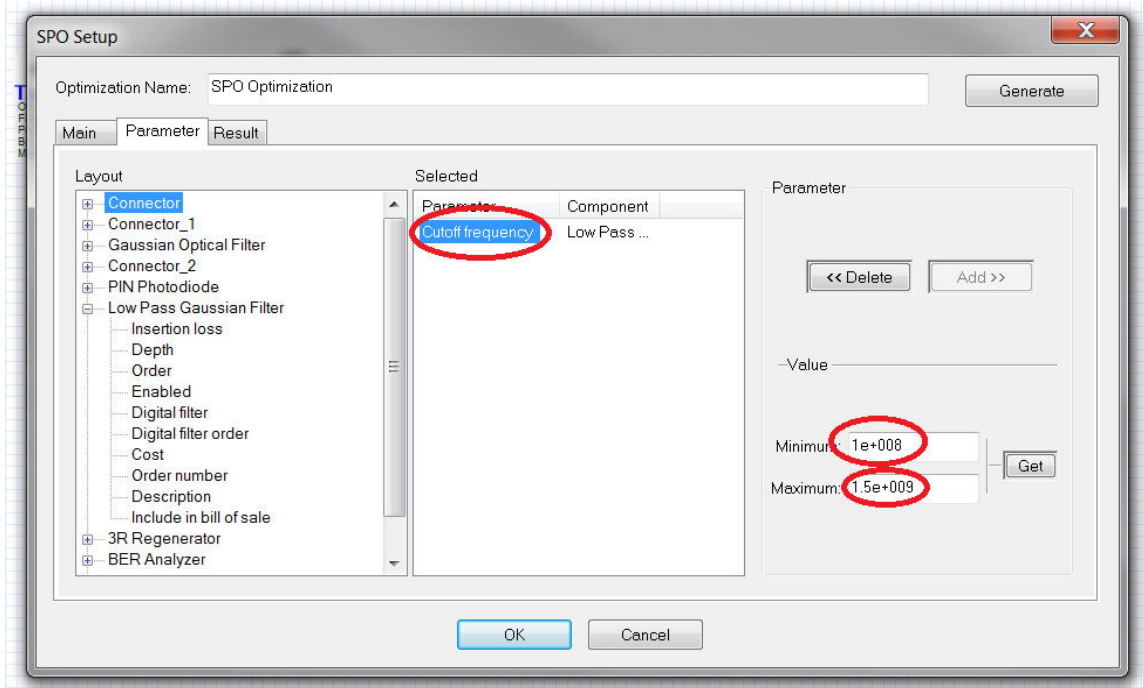 SPO Setup
X
Optimization Name: SPO Optimization
Generate
Main Parameter Result
Layout
Connector
Connector_1
Gaussian Optical Filter
Connector_2
PIN Photodiode
Low Pass Gaussian Filter
Insertion loss
Depth
Order
Enabled
Digital filter
Digital filter order
Cost
Order number
Description
Include in bill of sale
3R Regenerator
BER Analyzer
Selected
Parameter Component
Cutoff frequency Low Pass ...
Parameter
<< Delete Add >>
Value
Minimum: 1e+008
Maximum: 1.5e+009
Get
OK Cancel
T
O
F
P
B
M